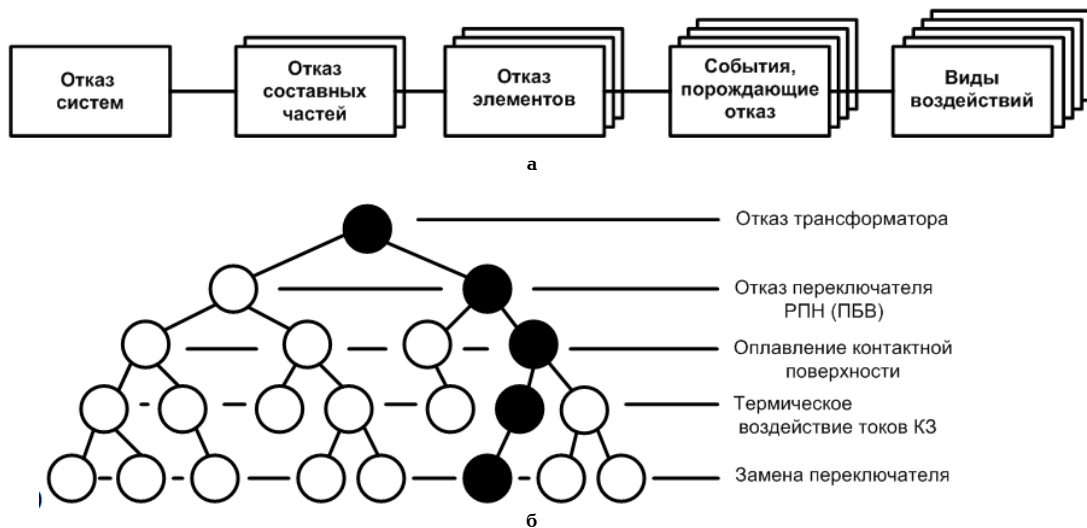 Отказ
систем
Отказ
составных
частей
Отказ
элементов
События,
порождающие
отказ
Виды
воздействий
а
Отказ трансформатора
Отказ переключателя
РПН (ПБВ)
Оплавление контактной
поверхности
Термическое
воздействие токов КЗ
Замена переключателя
б